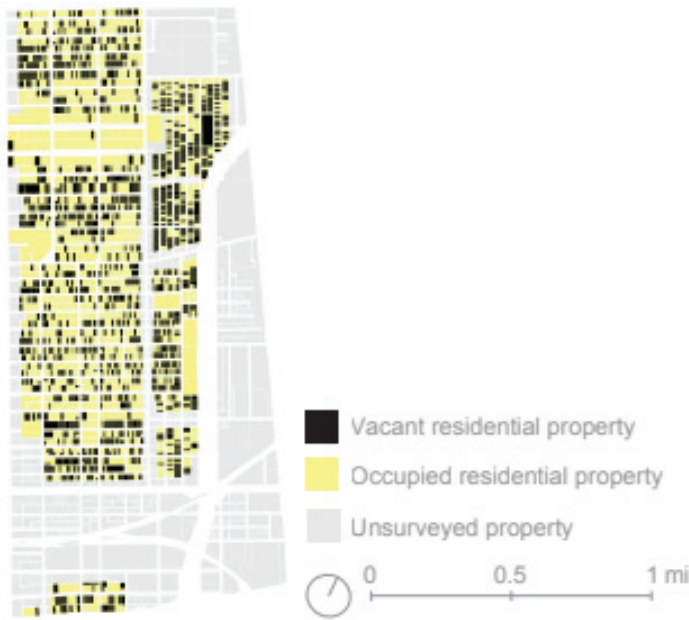 Vacant residential property
Occupied residential property
Unsurveyed property
0 0.5 1 mi